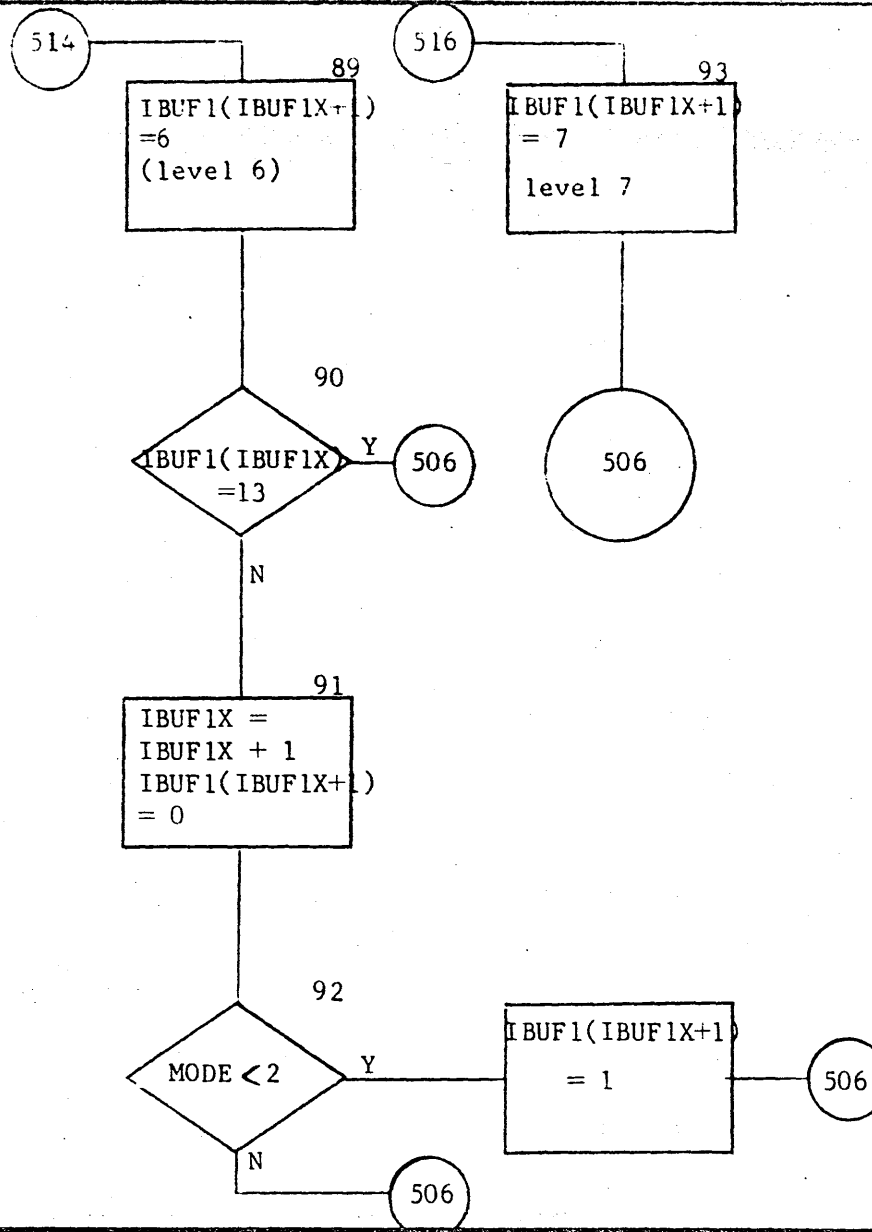 514
89
IBUF1(IBUF1X+1)
=6
(level 6)
90
IBUF1(IBUF1X)
=13
Y
506
N
91
IBUF1X =
IBUF1X + 1
IBUF1(IBUF1X+1)
= 0
92
MODE <2
Y
IBUF1(IBUF1X+1)
= 1
506
N
506
516
93
IBUF1(IBUF1X+1)
= 7
level 7
506